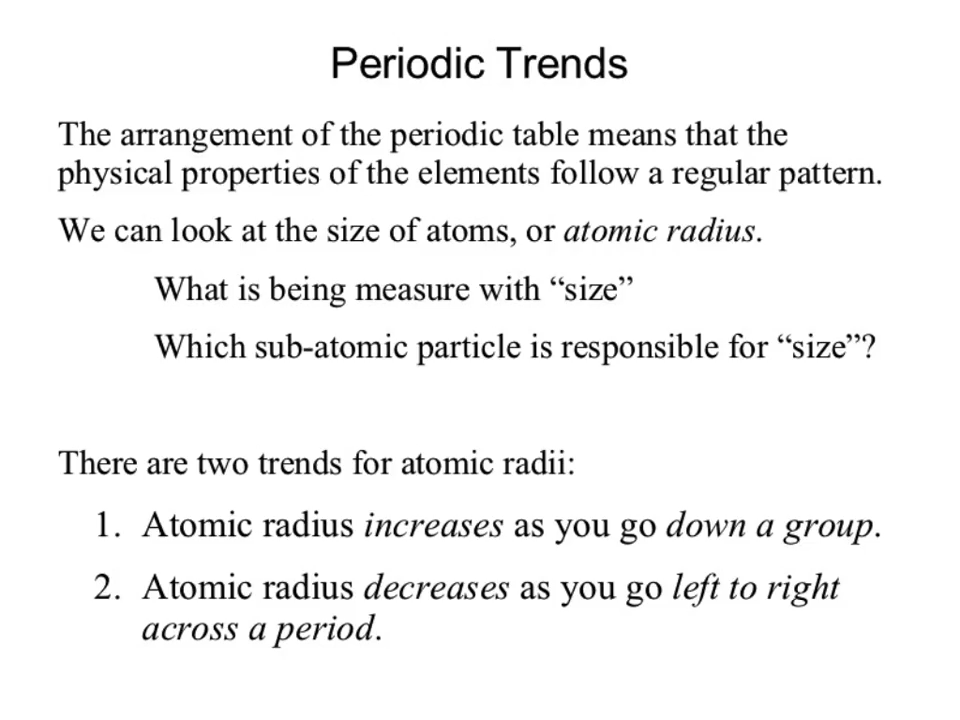 Periodic Trends
The arrangement of the periodic table means that the
physical properties of the elements follow a regular pattern.
We can look at the size of atoms, or atomic radius.
What is being measure with “size”
Which sub-atomic particle is responsible for “size”?
There are two trends for atomic radii:
1. Atomic radius increases as you go down a group.
2. Atomic radius decreases as you go left to right
across a period.